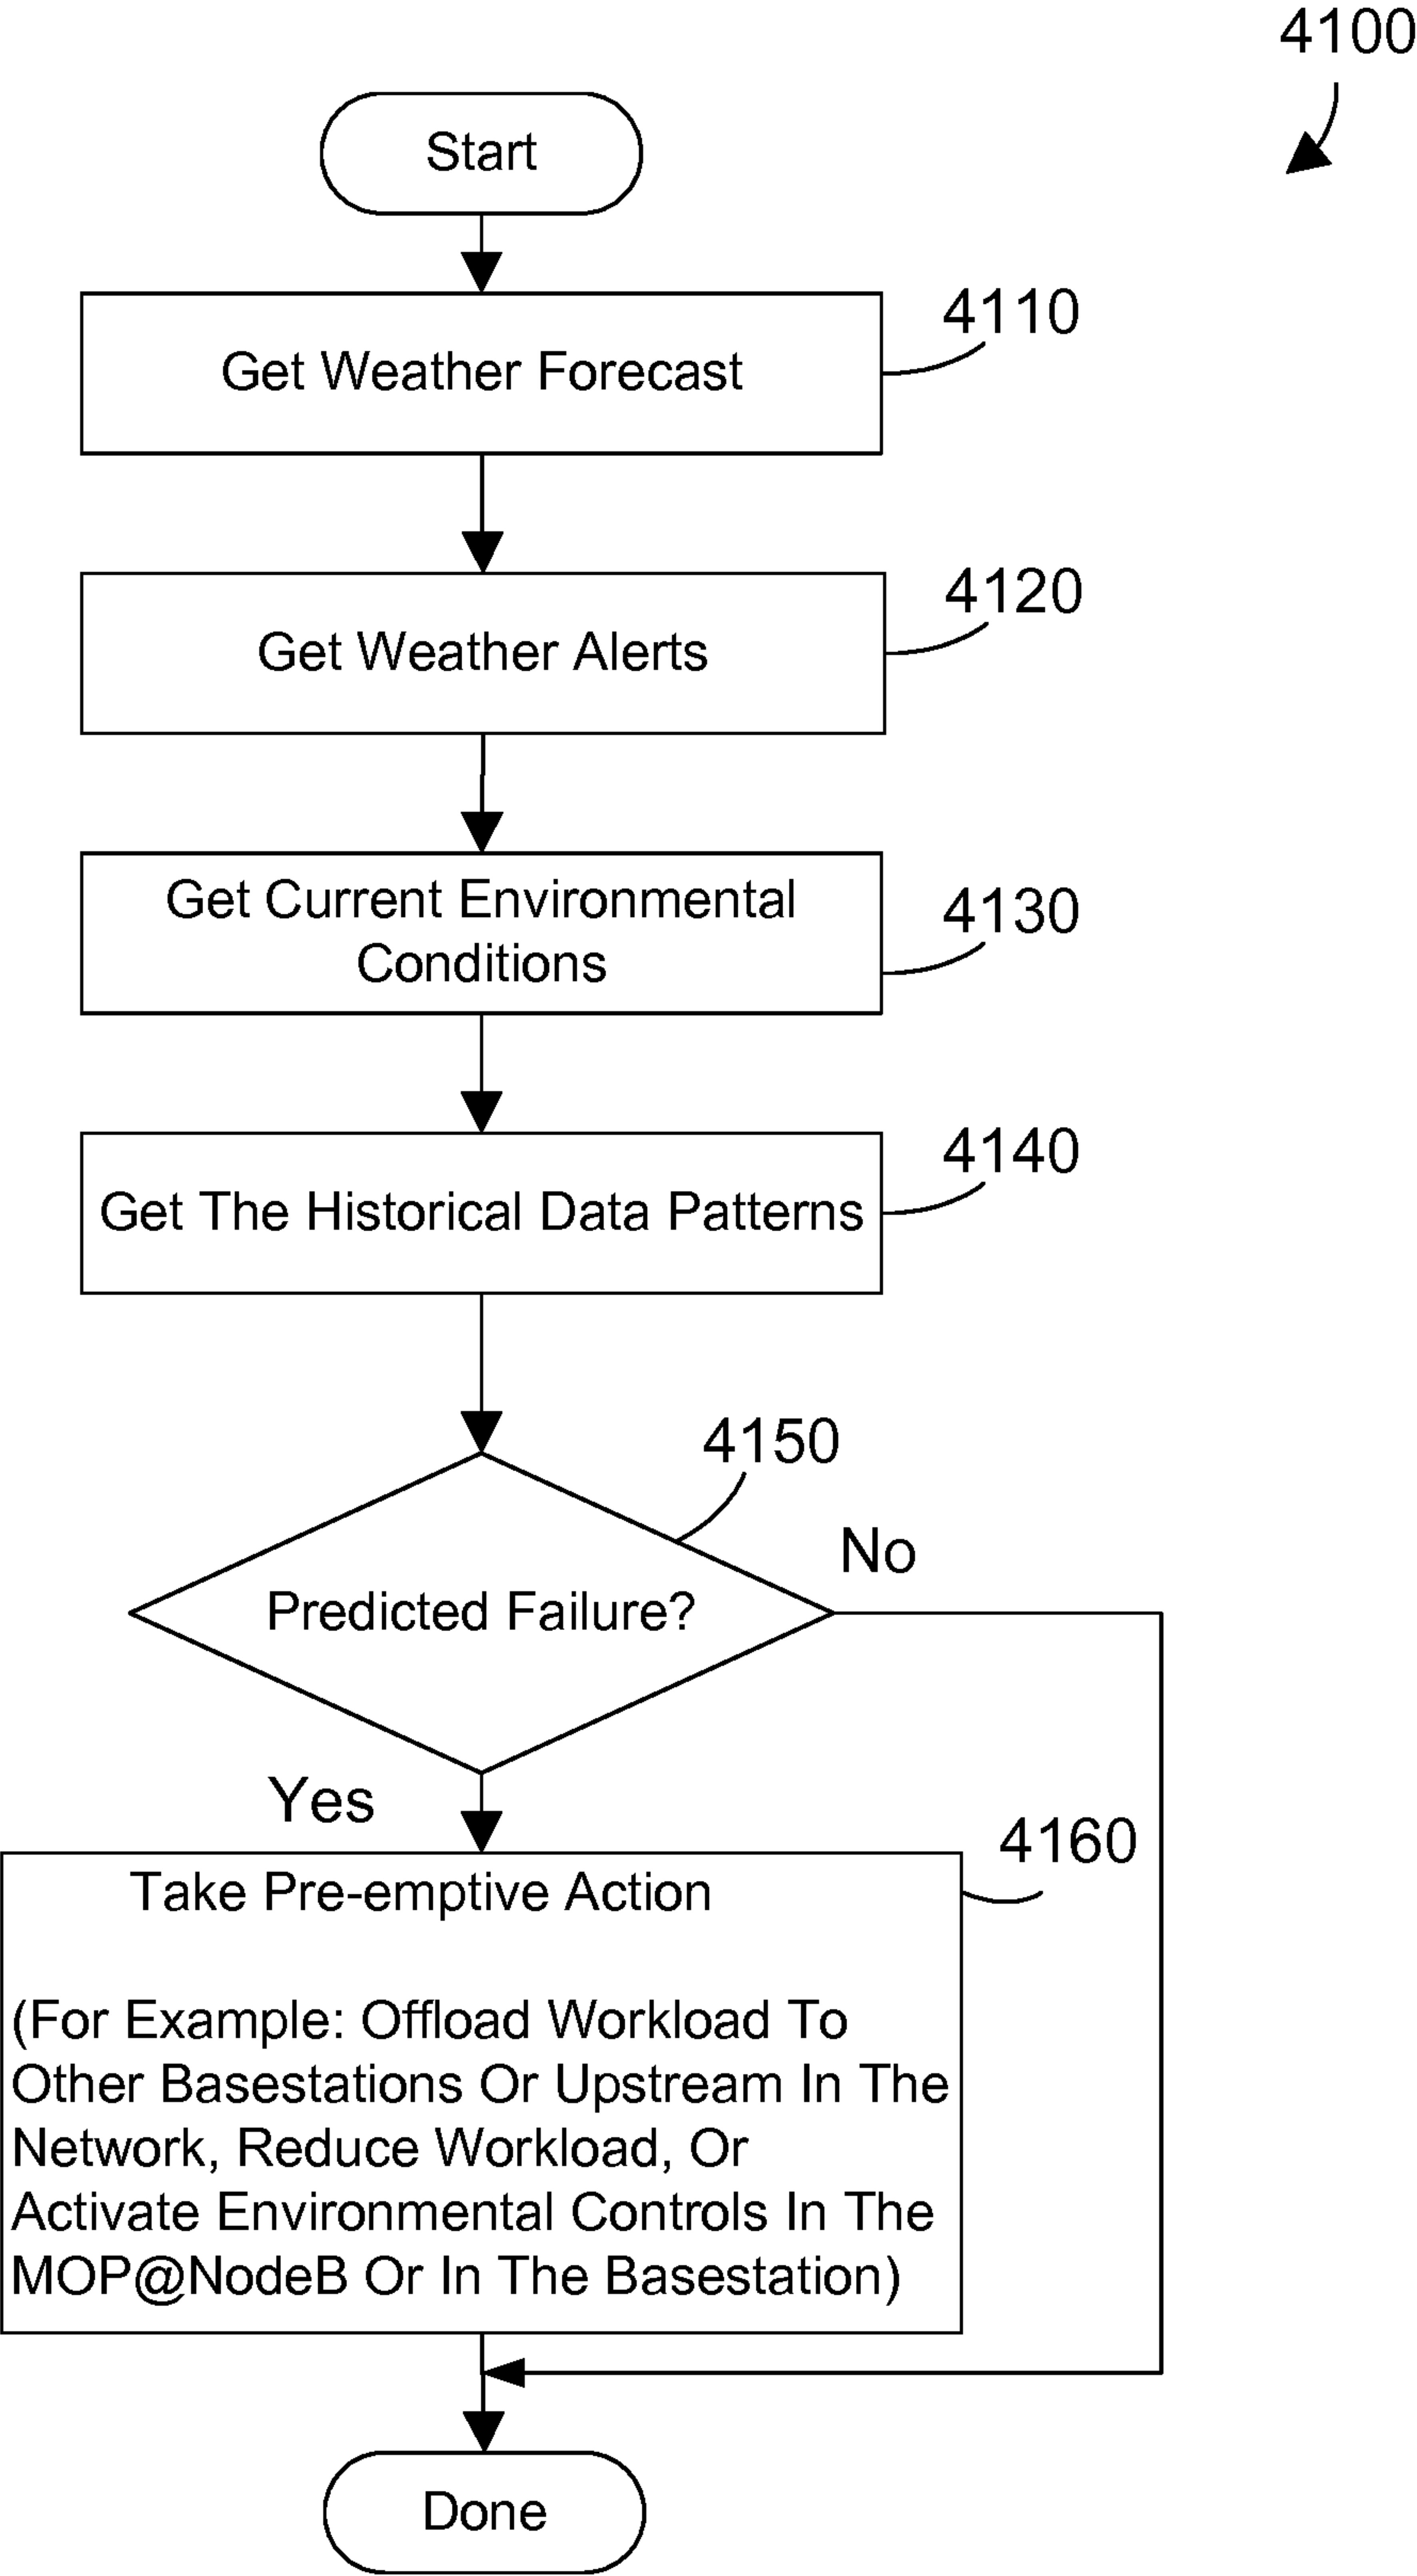 4100
Start
4110
Get Weather Forecast
4120
Get Weather Alerts
Get Current Environmental
Conditions
4130
4140
Get The Historical Data Patterns
4150
No
Predicted Failure?
Yes
4160
Take Pre-emptive Action
(For Example: Offload Workload To
Other Basestations Or Upstream In The
Network, Reduce Workload, Or
Activate Environmental Controls In The
MOP@NodeB Or In The Basestation)
Done